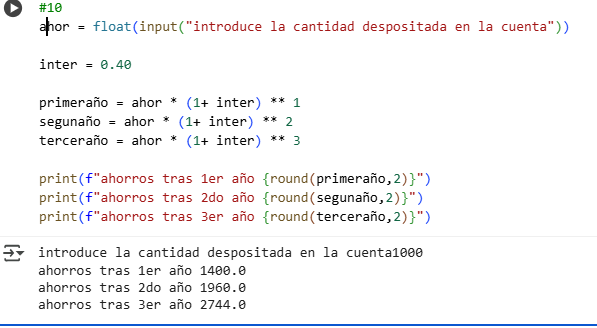 #10
ahor = float(input("introduce la cantidad despositada en la cuenta"))
inter = 0.40
primeraño = ahor * (1+ inter) ** 1
segunaño = ahor * (1+ inter) ** 2
terceraño = ahor * (1+ inter) ** 3
print(f"ahorros tras 1er año {round(primeraño,2)}")
print(f"ahorros tras 2do año {round(segunaño,2)}")
print(f"ahorros tras 3er año {round(terceraño,2)}")
introduce la cantidad despositada en la cuenta1000
ahorros tras 1er año 1400.0
ahorros tras 2do año 1960.0
ahorros tras 3er año 2744.0